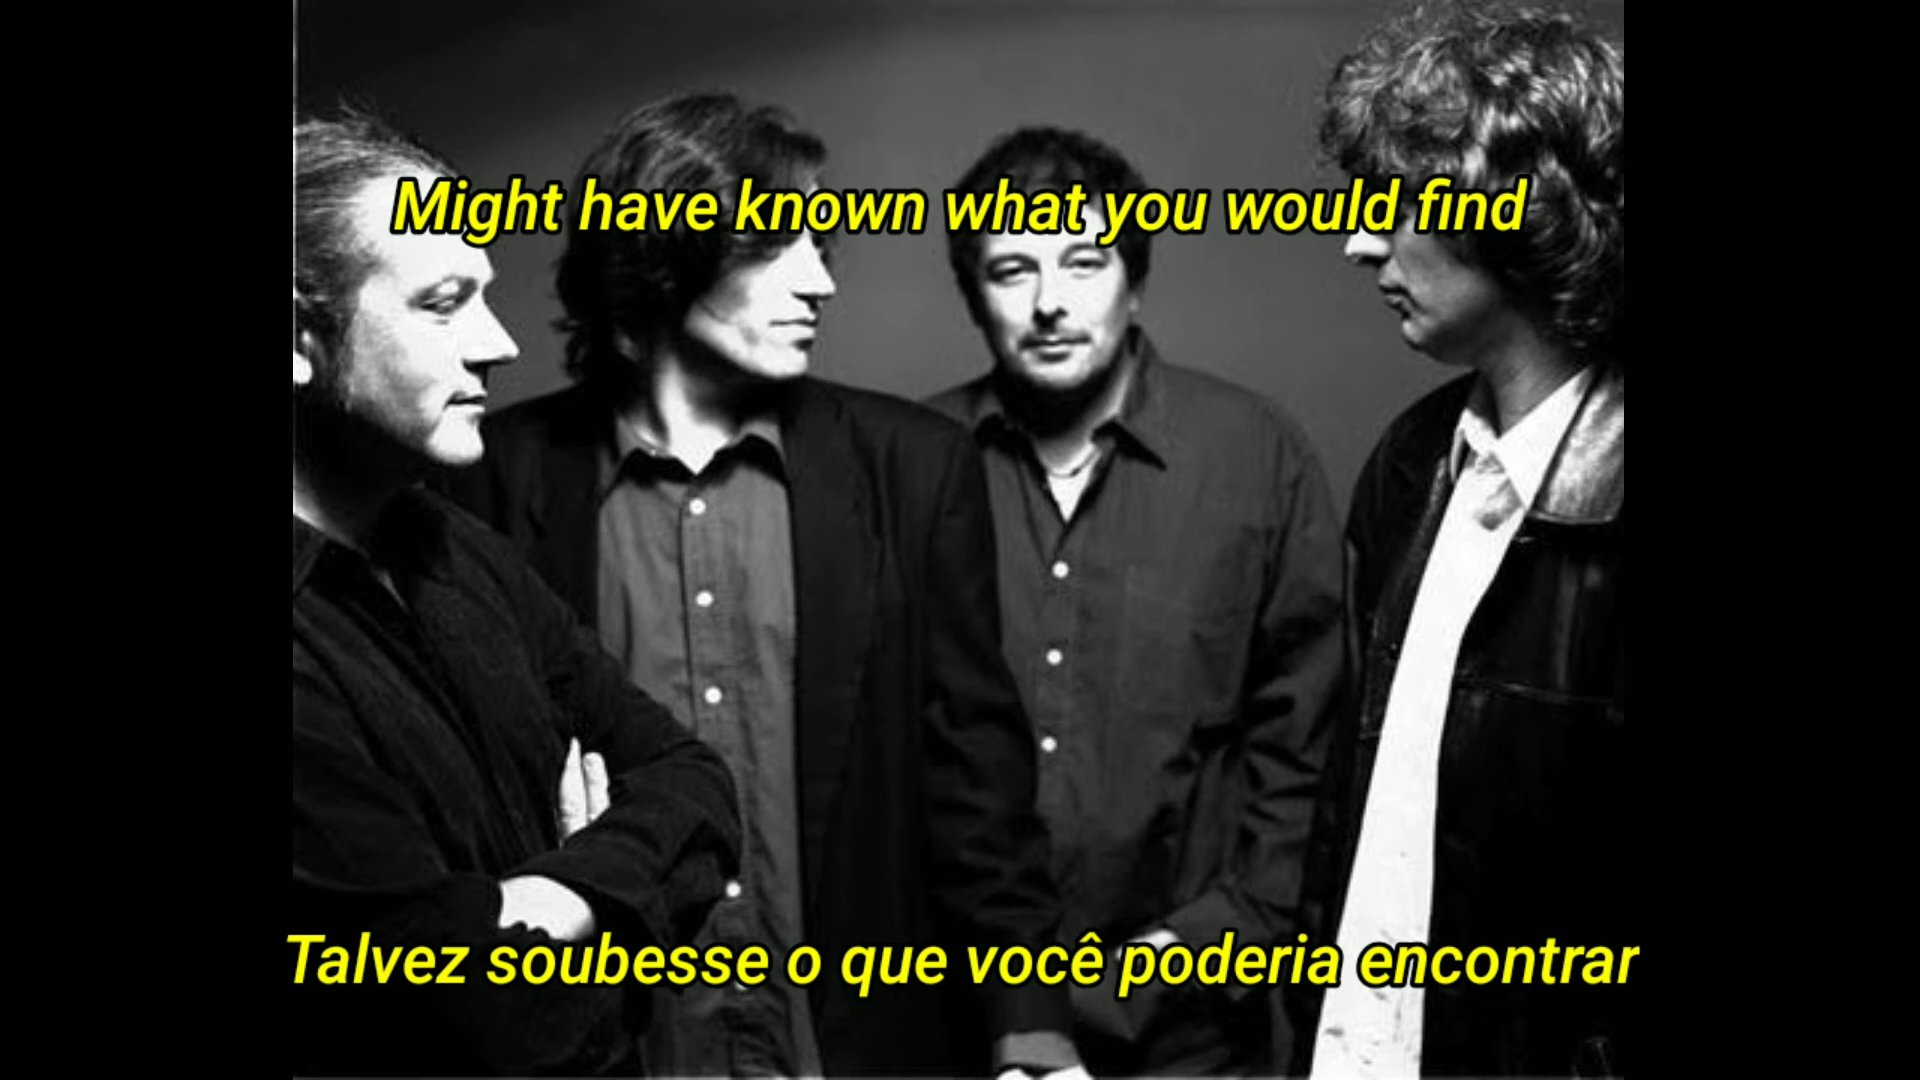 Might have known what you would find
Talvez soubesse o que você poderia encontrar